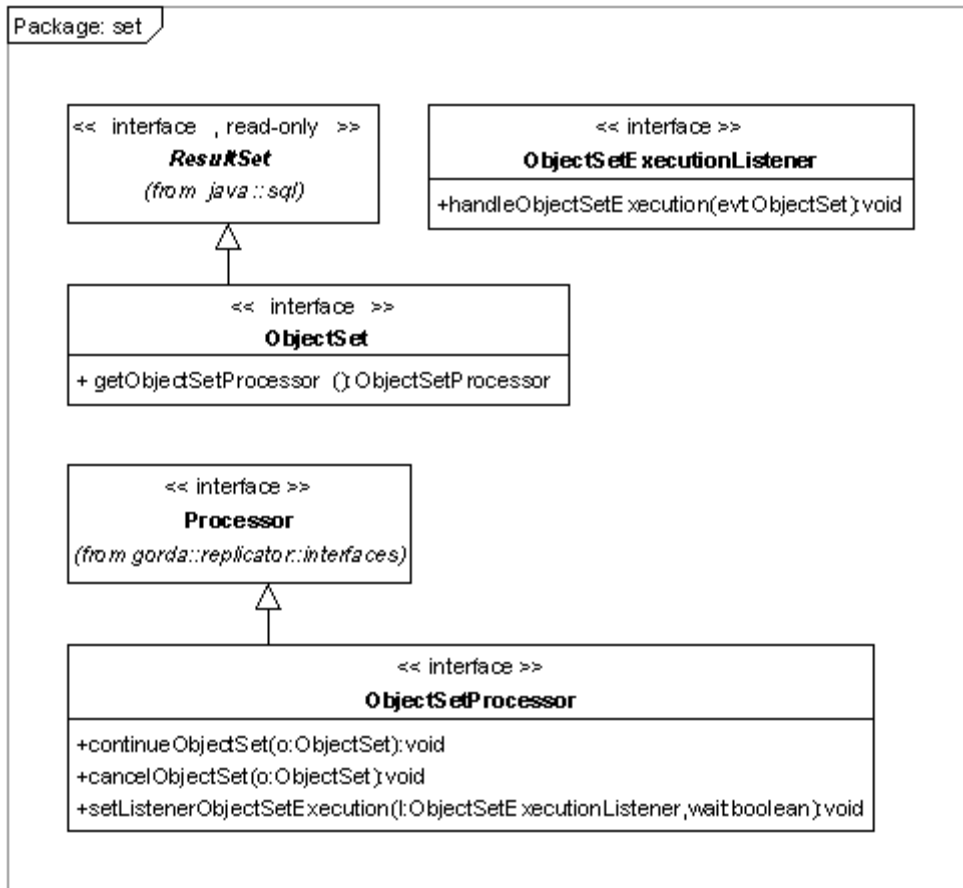 Package: set
<< interface , read-only >>
ResultSet
(from java::sql)
<< interface >>
ObjectSetExecutionListener
+handleObjectSetExecution(evt:ObjectSet):void
<< interface >>
ObjectSet
+ getObjectSetProcessor ():ObjectSetProcessor
<< interface >>
Processor
(from gorda::replicator::interfaces)
<< interface >>
ObjectSetProcessor
+continueObjectSet(o:ObjectSet):void
+cancelObjectSet(o:ObjectSet):void
+setListenerObjectSetExecution(l:ObjectSetExecutionListener,wait:boolean):void